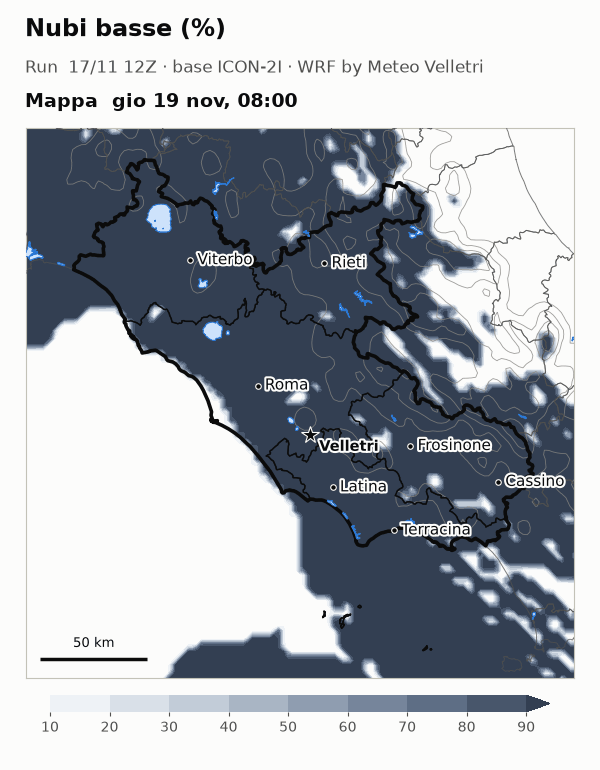 Nubi basse (%)
Run  17/11 12Z · base ICON-2I · WRF by Meteo Velletri
Mappa  gio 19 nov, 08:00
Viterbo
Rieti
Roma
Velletri
Frosinone
Latina
Cassino
Terracina
50 km
10 20 30 40 50 60 70 80 90